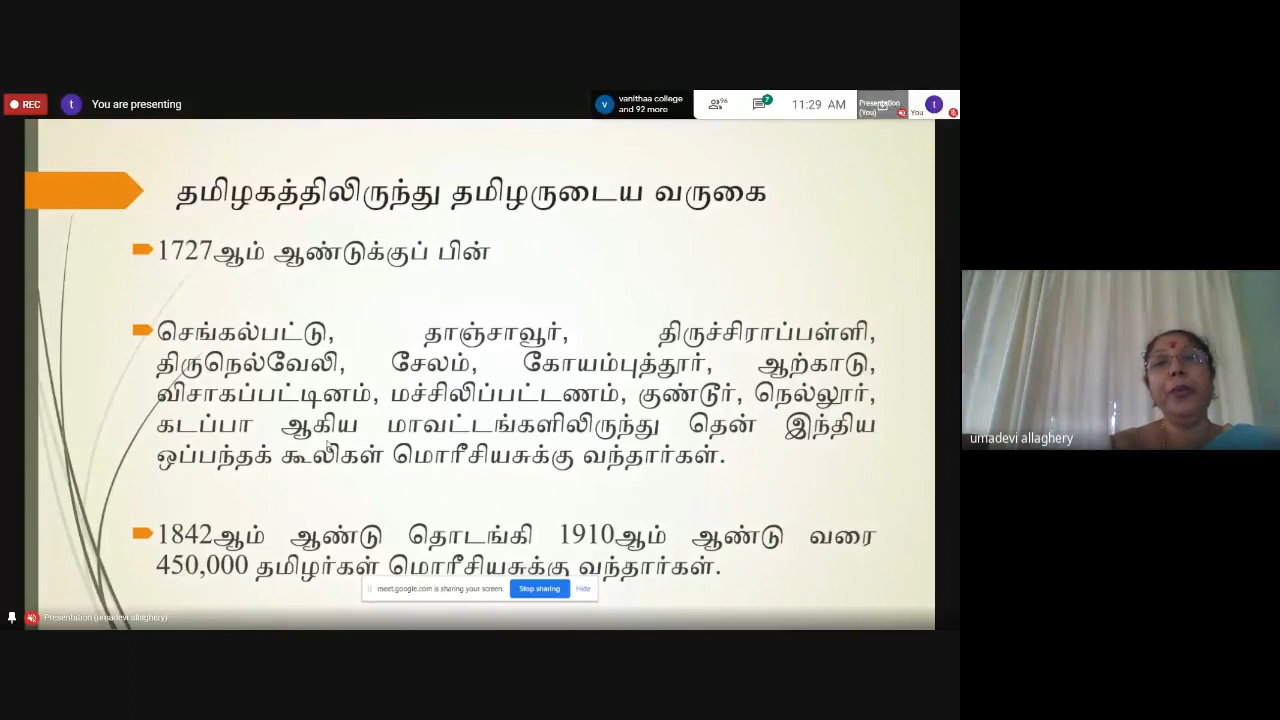 REC
t
You are presenting
v
vanithaa college
and 92 more
96
7
11:29 AM
Presentation
(You)
t
You
தமிழகத்திலிருந்து தமிழருடைய வருகை
1727ஆம் ஆண்டுக்குப் பின்
செங்கல்பட்டு, தாஞ்சாவூர், திருச்சிராப்பள்ளி,
திருநெல்வேலி, சேலம், கோயம்புத்தூர், ஆற்காடு,
விசாகப்பட்டினம், மச்சிலிப்பட்டணம், குண்டூர், நெல்லூர்,
கடப்பா ஆகிய மாவட்டங்களிலிருந்து தென் இந்திய
ஒப்பந்தக் கூலிகள் மொரீசியசுக்கு வந்தார்கள்.
1842ஆம் ஆண்டு தொடங்கி 1910ஆம் ஆண்டு வரை
450,000 தமிழர்கள் மொரீசியசுக்கு வந்தார்கள்.
meet.google.com is sharing your screen.
Stop sharing
Hide
Presentation (umadevi allaghery)
umadevi allaghery